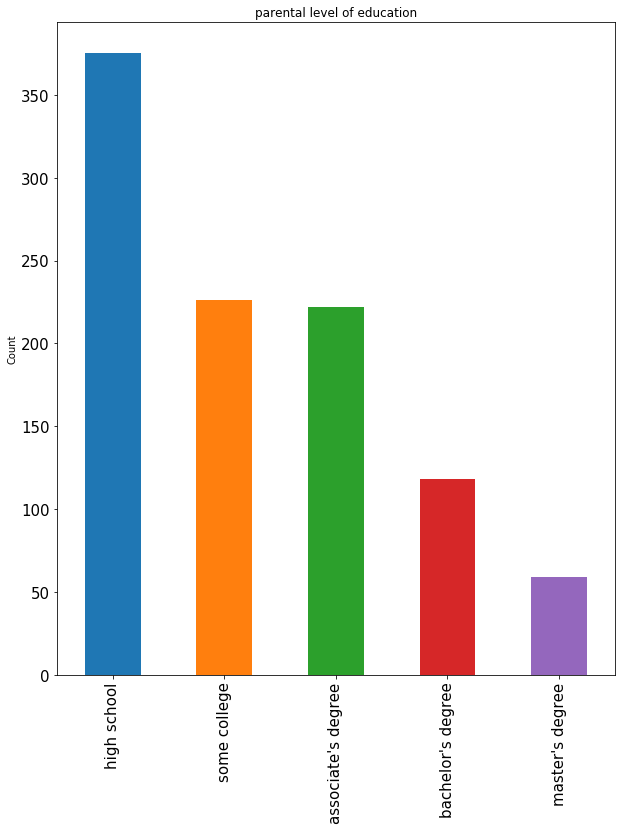 parental level of education
Count
350
300
250
200
150
100
50
0
high school
some college
associate's degree
bachelor's degree
master's degree